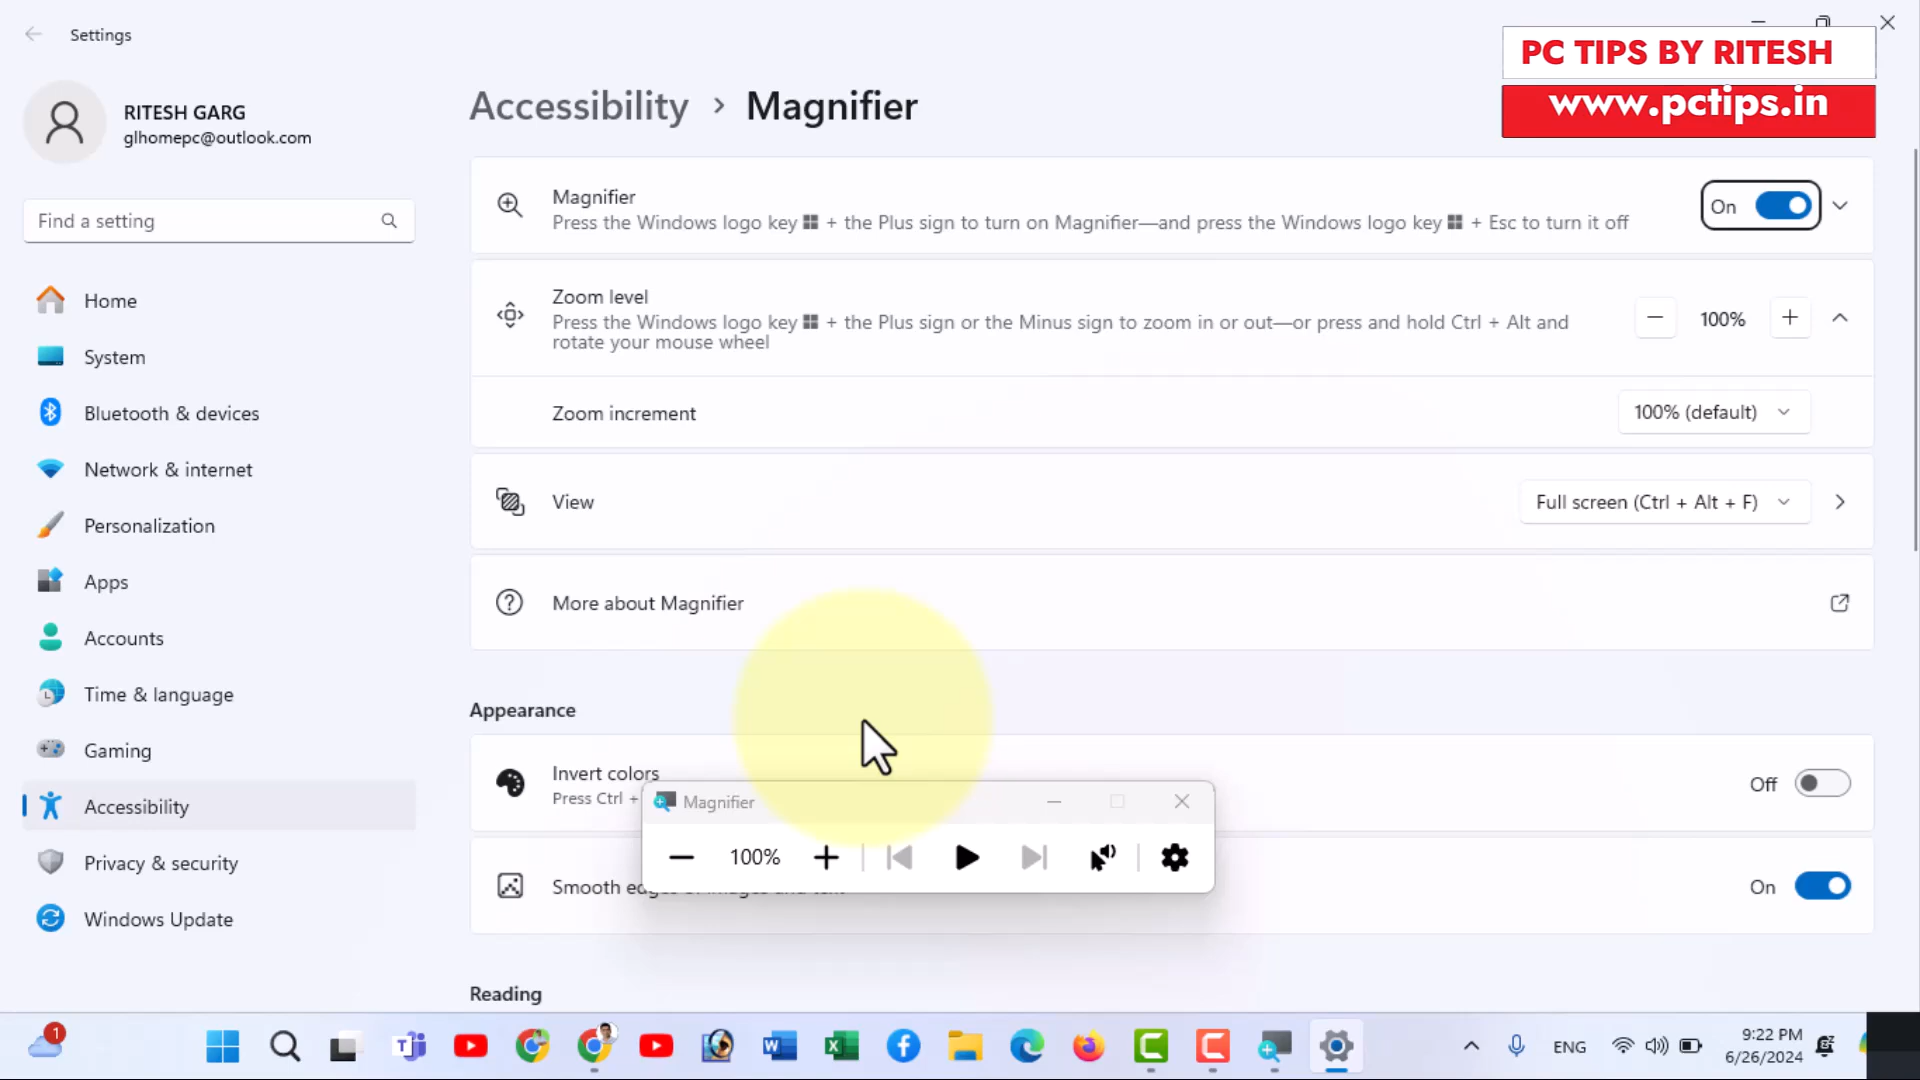 Settings
PC TIPS BY RITESH
www.pctips.in
RITESH GARG
glhomepc@outlook.com
Find a setting
Home
System
Bluetooth & devices
Network & internet
Personalization
Apps
Accounts
Time & language
Gaming
Accessibility
Privacy & security
Windows Update
Accessibility > Magnifier
Magnifier
Press the Windows logo key + the Plus sign to turn on Magnifier—and press the Windows logo key + Esc to turn it off
On
Zoom level
Press the Windows logo key + the Plus sign or the Minus sign to zoom in or out—or press and hold Ctrl + Alt and
rotate your mouse wheel
100%
Zoom increment
100% (default)
View
Full screen (Ctrl + Alt + F)
More about Magnifier
Appearance
Invert colors
Press Ctrl +
Off
Magnifier
100%
Smooth
On
Reading
1
ENG
9:22 PM
6/26/2024